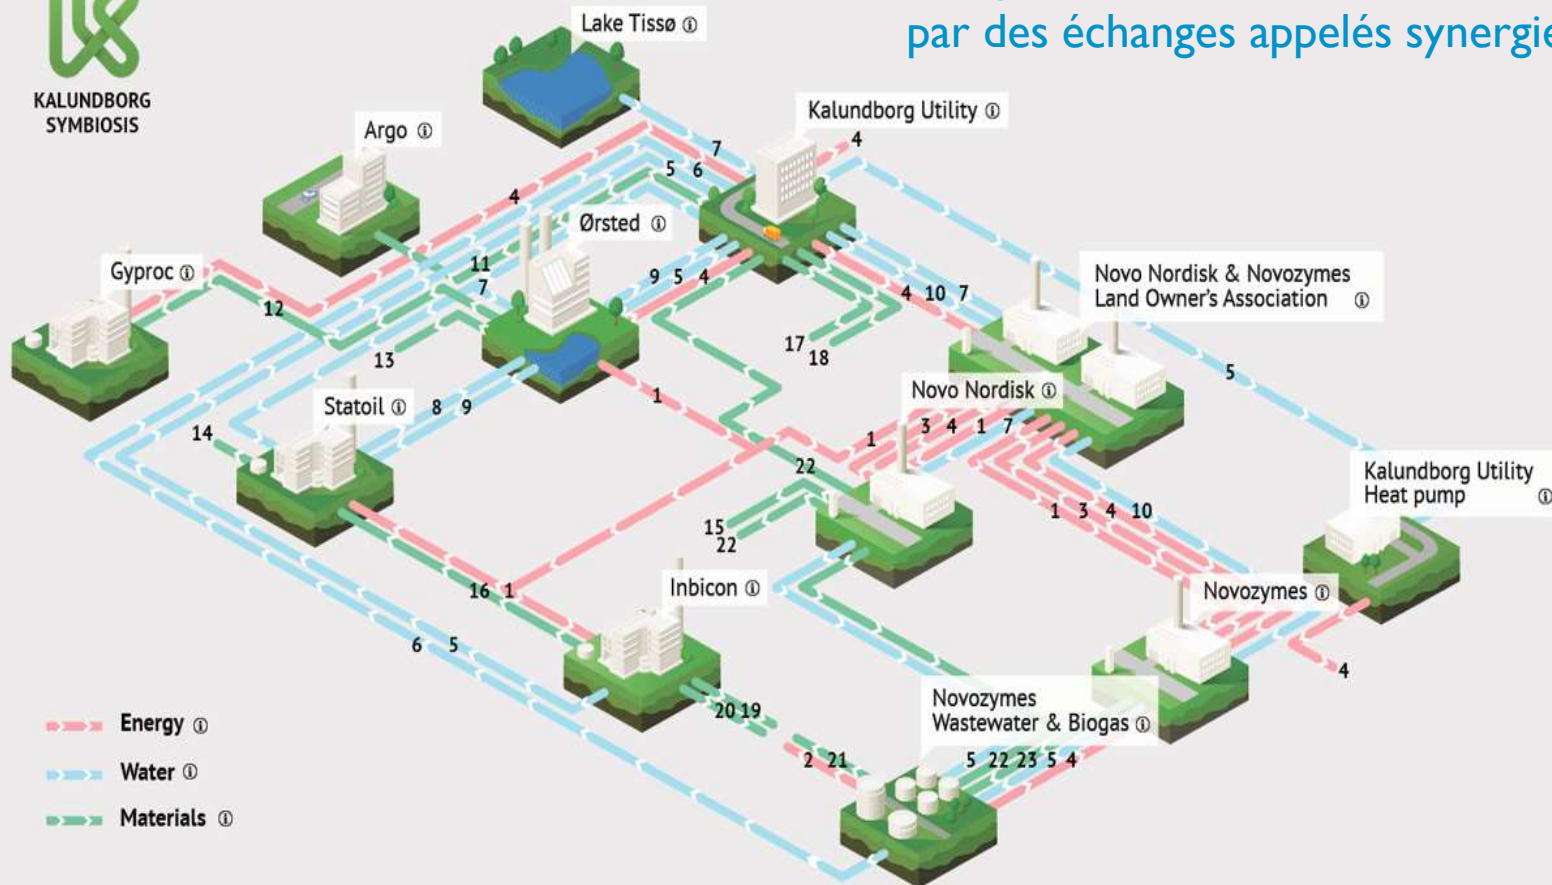 par des échanges appelés synergie
KALUNDBORG
SYMBIOSIS
Lake Tissø
Argo
Kalundborg Utility
4
7
5 6
4
Ørsted
Gyproc
11
7
9 5 4
12
13
17
18
4 10 7
Novo Nordisk & Novozymes
Land Owner's Association
5
Statoil
8 9
1
Novo Nordisk
14
1
3 4 1 7
22
15
22
1 3 4 10
Kalundborg Utility
Heat pump
16 1
Inbicon
Novozymes
6 5
4
20 19
2 21
Novozymes
Wastewater & Biogas
5 22 23 5 4
Energy
Water
Materials